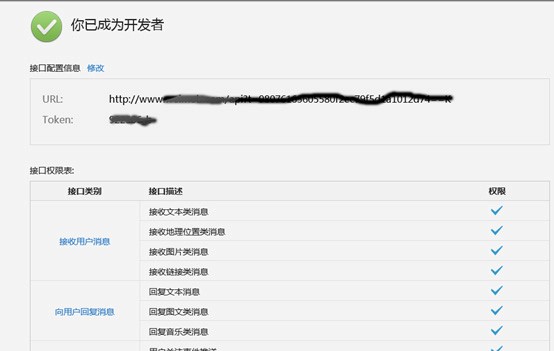 你已成为开发者
接口配置信息 修改
URL: http://www.
Token:
接口权限表:
接口类别 接口描述 权限
接收用户消息
接收文本类消息
接收地理位置类消息
接收图片类消息
接收链接类消息
向用户回复消息
回复文本消息
回复图文类消息
回复音乐类消息